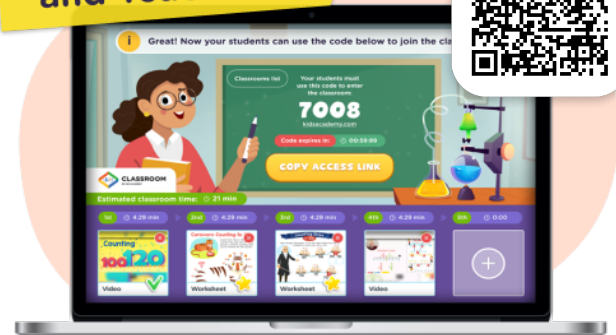 Great! Now your students can use the code below to join the cla
Classrooms list
Your students must
use this code to enter
the classroom
7008
kidsacademy.com
Code expires in:
00:59:99
COPY ACCESS LINK
CLASSROOM
Estimated classroom time: 21 min
1st 4:29 min
2nd 4:29 min
3rd 4:29 min
4th 4:29 min
5th 0:00
Counting
100 120
Video
Worksheet
Worksheet
Video